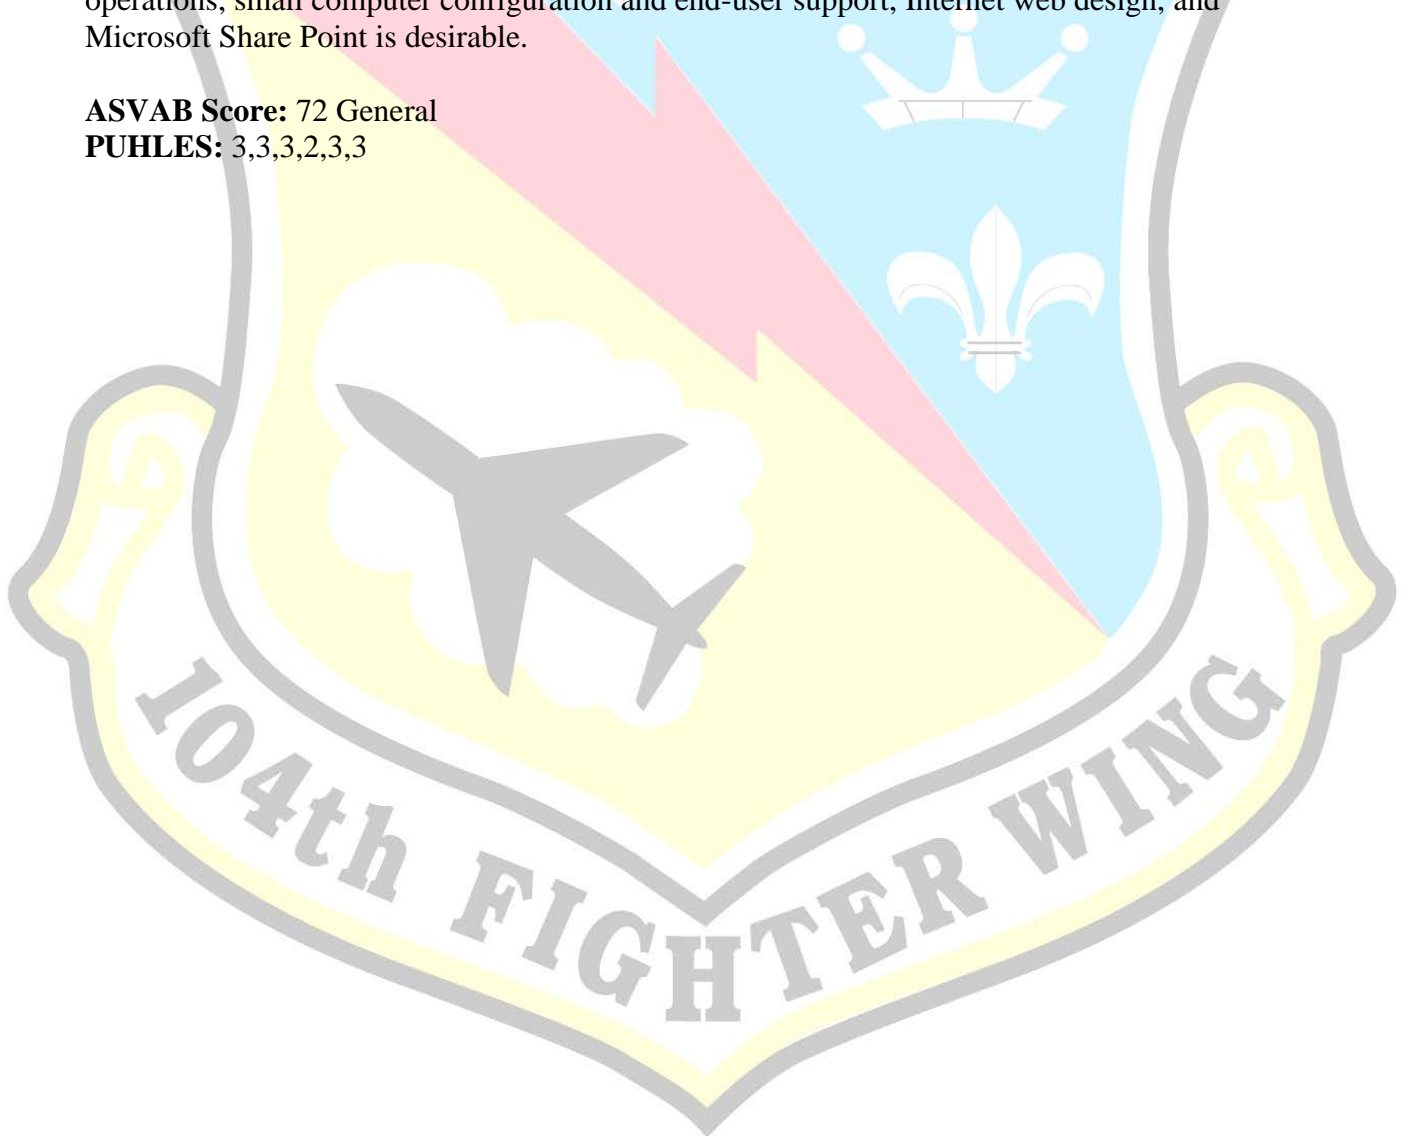 operations, small computer configuration and end-user support, Internet web design, and
Microsoft Share Point is desirable.
ASVAB Score: 72 General
PUHLES: 3,3,3,2,3,3
104th FIGHTER WING